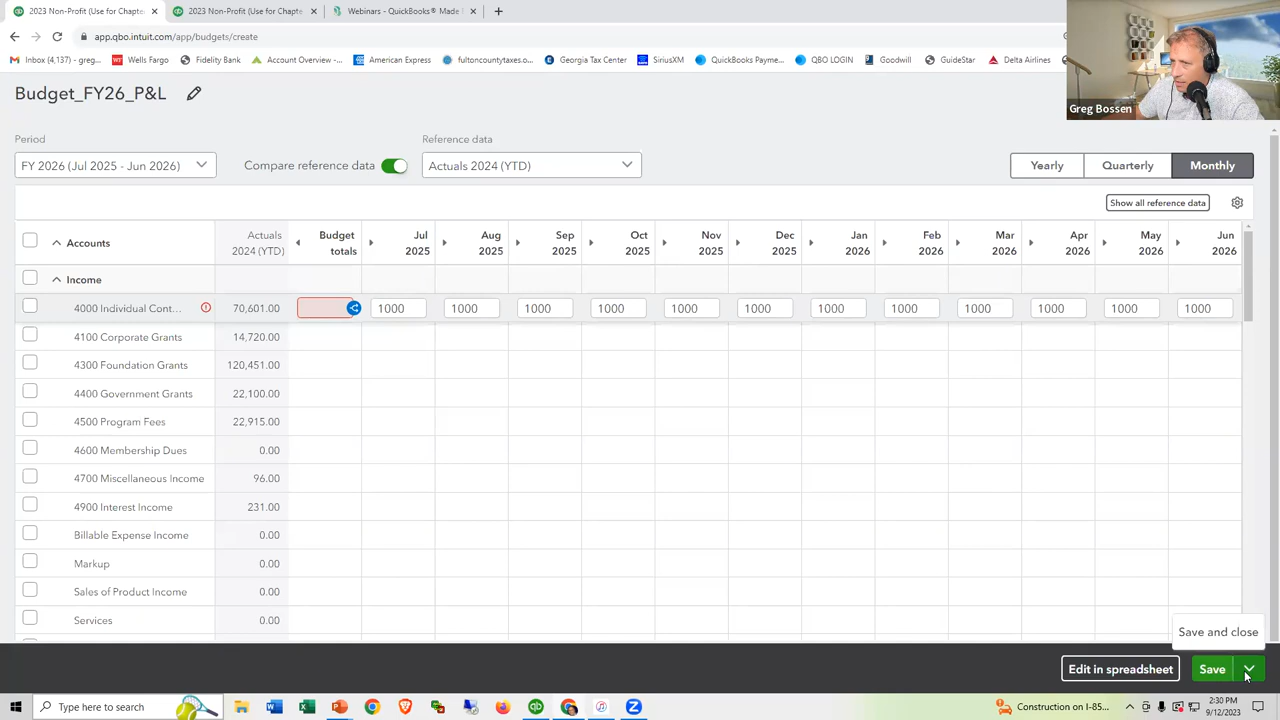 2023 Non-Profit (Use for Chapte
2023 Non-Profit (Use for Chapte
Webinars - QuickBooks® Made
app.qbo.intuit.com/app/budgets/create
Inbox (4,137) - greg...
Wells Fargo
Fidelity Bank
Account Overview -...
American Express
fultoncountytaxes.o...
Georgia Tax Center
SiriusXM
QuickBooks Payme...
QBO LOGIN
Goodwill
GuideStar
Delta Airlines
Greg Bossen
Budget_FY26_P&L
Period
Reference data
FY 2026 (Jul 2025 - Jun 2026)
Compare reference data
Actuals 2024 (YTD)
Yearly Quarterly Monthly
Show all reference data
Accounts
Actuals 2024 (YTD)
Budget totals
Jul 2025
Aug 2025
Sep 2025
Oct 2025
Nov 2025
Dec 2025
Jan 2026
Feb 2026
Mar 2026
Apr 2026
May 2026
Jun 2026
Income
4000 Individual Cont... 70,601.00 1000 1000 1000 1000 1000 1000 1000 1000 1000 1000 1000 1000
4100 Corporate Grants 14,720.00
4300 Foundation Grants 120,451.00
4400 Government Grants 22,100.00
4500 Program Fees 22,915.00
4600 Membership Dues 0.00
4700 Miscellaneous Income 96.00
4900 Interest Income 231.00
Billable Expense Income 0.00
Markup 0.00
Sales of Product Income 0.00
Services 0.00
Save and close
Edit in spreadsheet
Save
Type here to search
Construction on I-85...
2:30 PM
9/12/2023